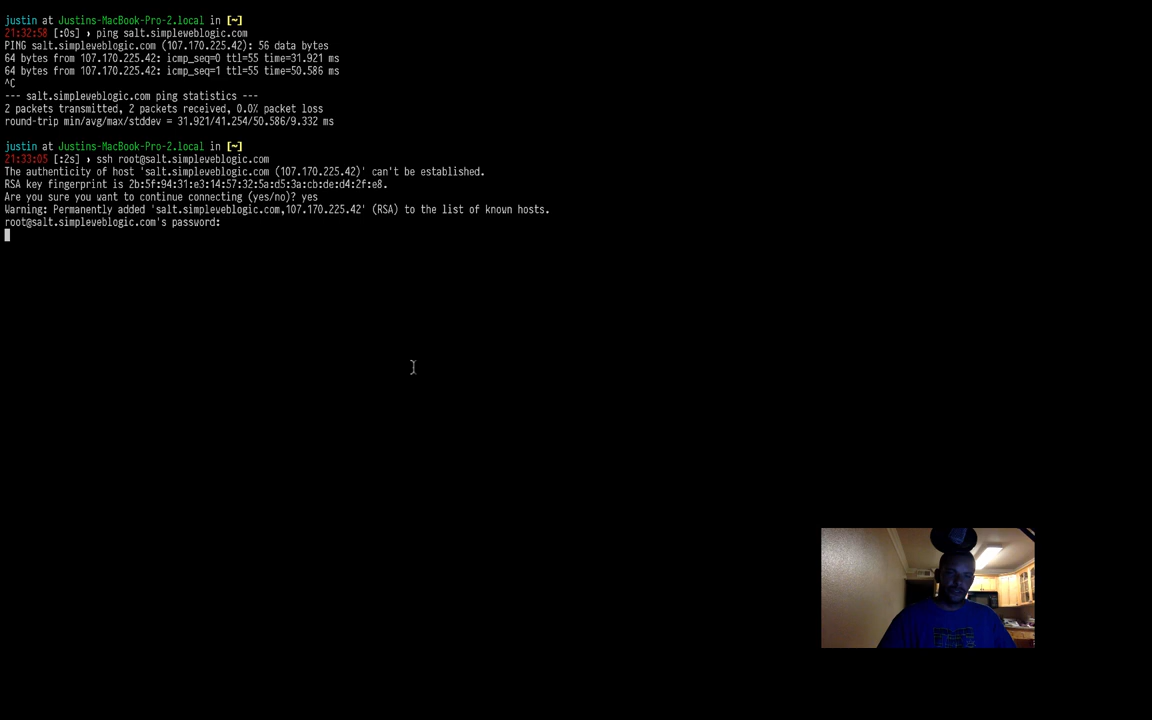 justin at Justins-MacBook-Pro-2.local in [~]
21:32:58 [:0s] › ping salt.simpleweblogic.com
PING salt.simpleweblogic.com (107.170.225.42): 56 data bytes
64 bytes from 107.170.225.42: icmp_seq=0 ttl=55 time=31.921 ms
64 bytes from 107.170.225.42: icmp_seq=1 ttl=55 time=50.586 ms
^C
--- salt.simpleweblogic.com ping statistics ---
2 packets transmitted, 2 packets received, 0.0% packet loss
round-trip min/avg/max/stddev = 31.921/41.254/50.586/9.332 ms
justin at Justins-MacBook-Pro-2.local in [~]
21:33:05 [:2s] › ssh root@salt.simpleweblogic.com
The authenticity of host 'salt.simpleweblogic.com (107.170.225.42)' can't be established.
RSA key fingerprint is 2b:5f:94:31:e3:14:57:32:5a:d5:3a:cb:de:d4:2f:e8.
Are you sure you want to continue connecting (yes/no)? yes
Warning: Permanently added 'salt.simpleweblogic.com,107.170.225.42' (RSA) to the list of known hosts.
root@salt.simpleweblogic.com's password: